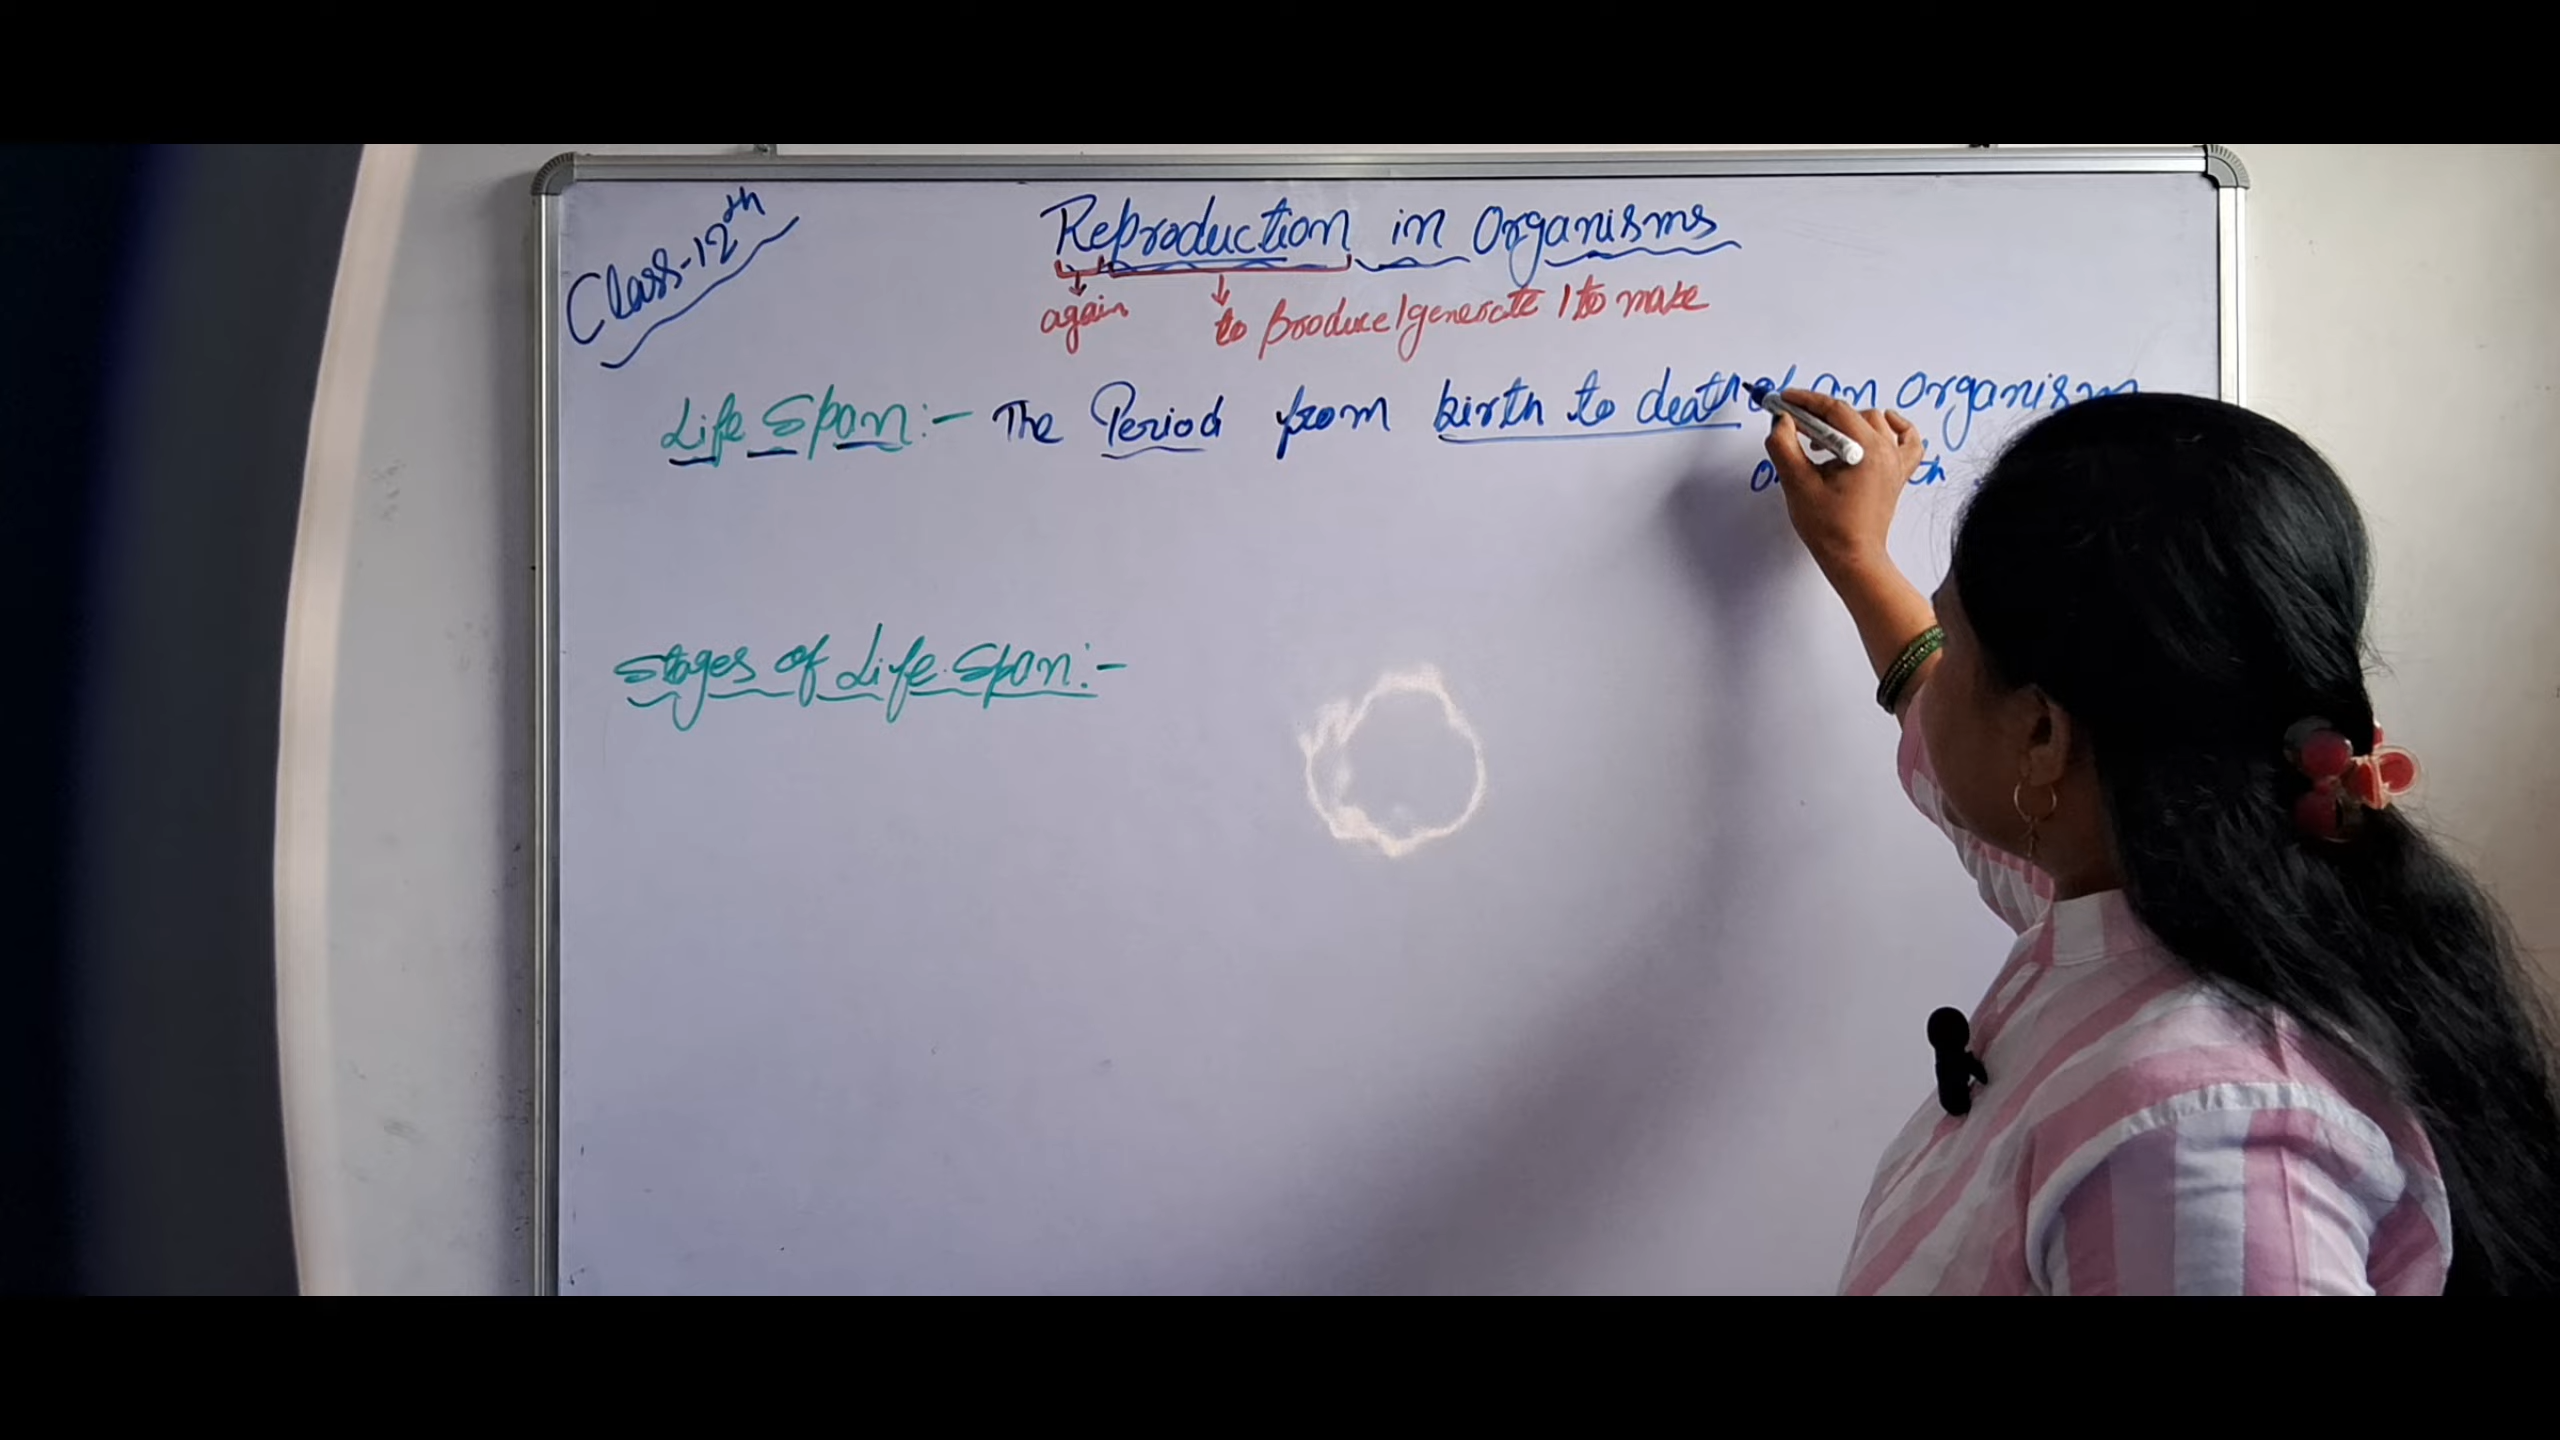 Class-12th
Reproduction in Organisms
again to produce/generate/to make
Life Span:- The Period from birth to death of an organism
Stages of Life Span:-